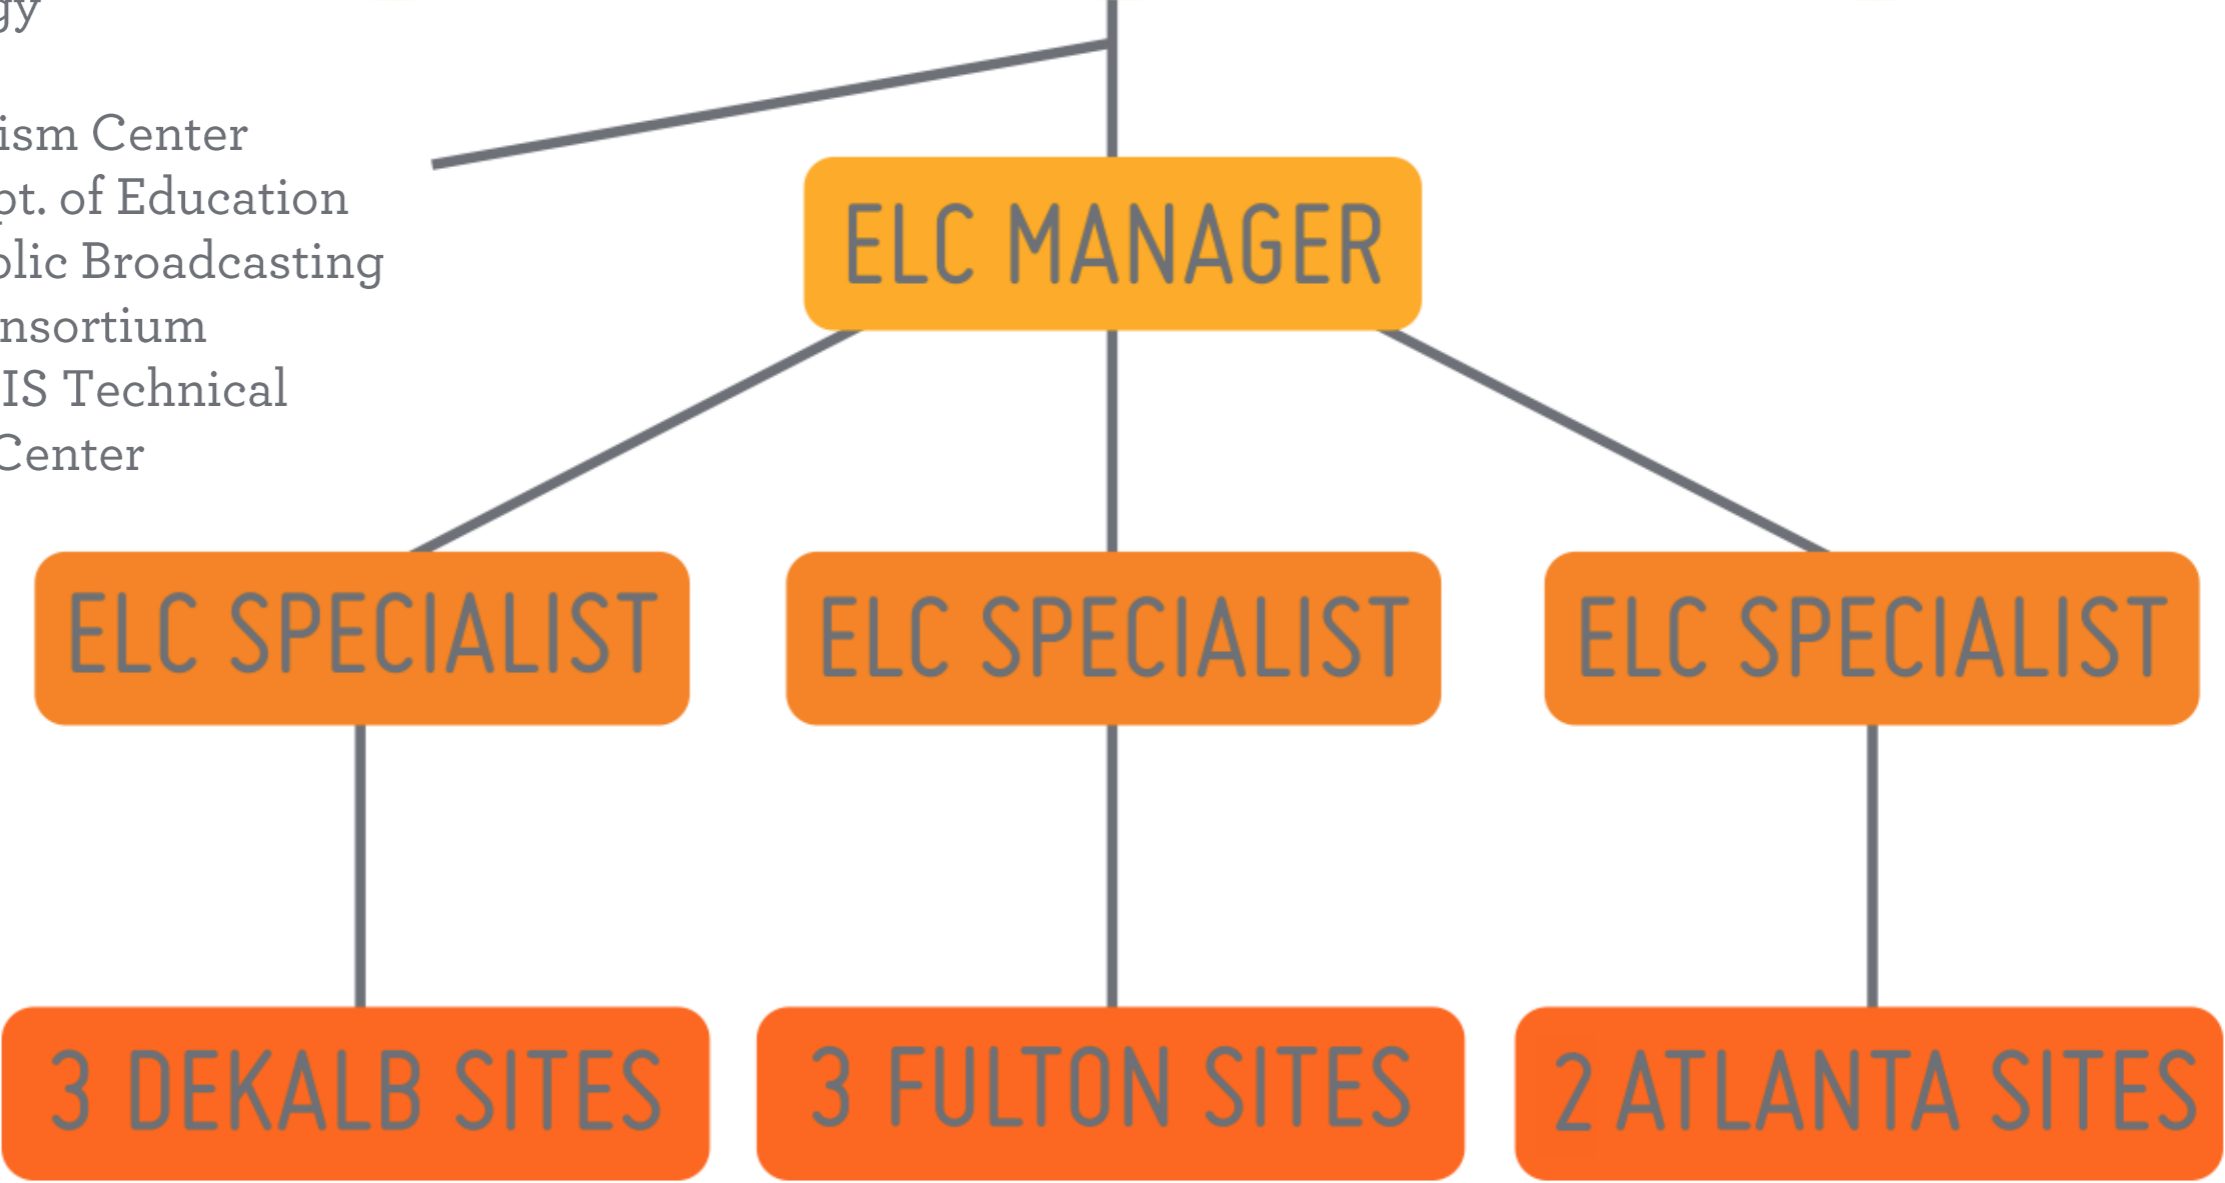 gy
ism Center
pt. of Education
blic Broadcasting
nsortium
IS Technical
Center
ELC MANAGER
ELC SPECIALIST
ELC SPECIALIST
ELC SPECIALIST
3 DEKALB SITES
3 FULTON SITES
2 ATLANTA SITES